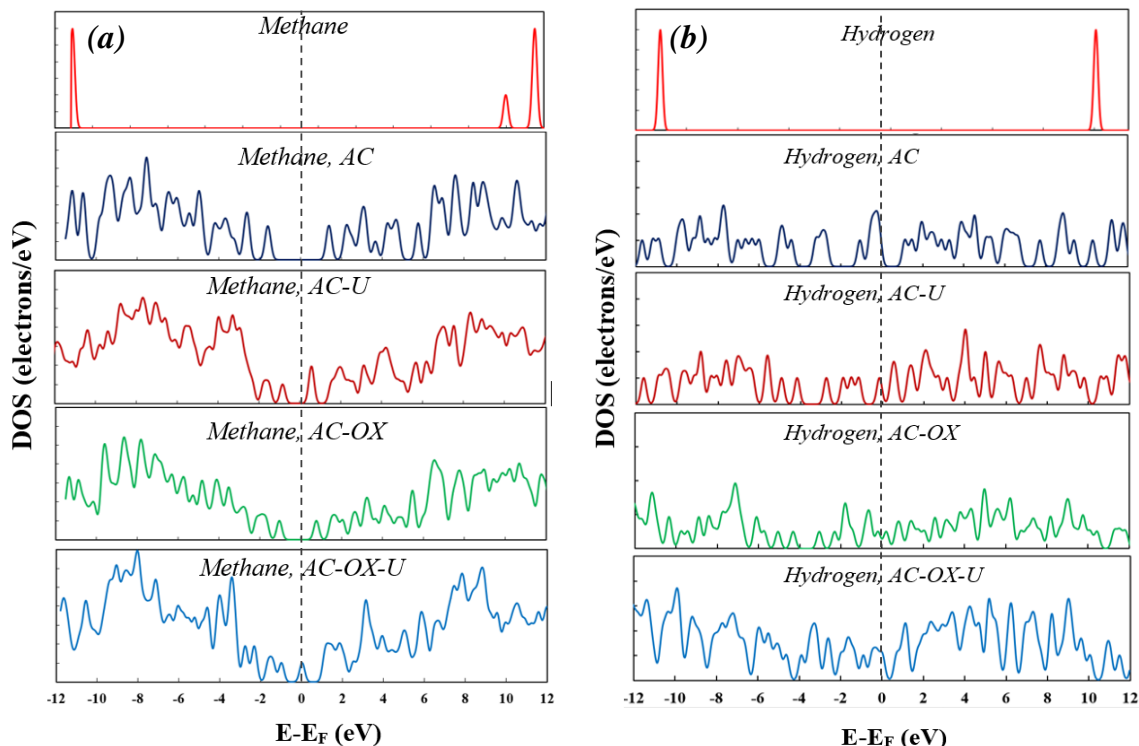 (a)
Methane
Methane, AC
Methane, AC-U
Methane, AC-OX
Methane, AC-OX-U
DOS (electrons/eV)
-12 -10 -8 -6 -4 -2 0 2 4 6 8 10 12
E-EF (eV)
(b)
Hydrogen
Hydrogen, AC
Hydrogen, AC-U
Hydrogen, AC-OX
Hydrogen, AC-OX-U
DOS (electrons/eV)
-12 -10 -8 -6 -4 -2 0 2 4 6 8 10 12
E-EF (eV)